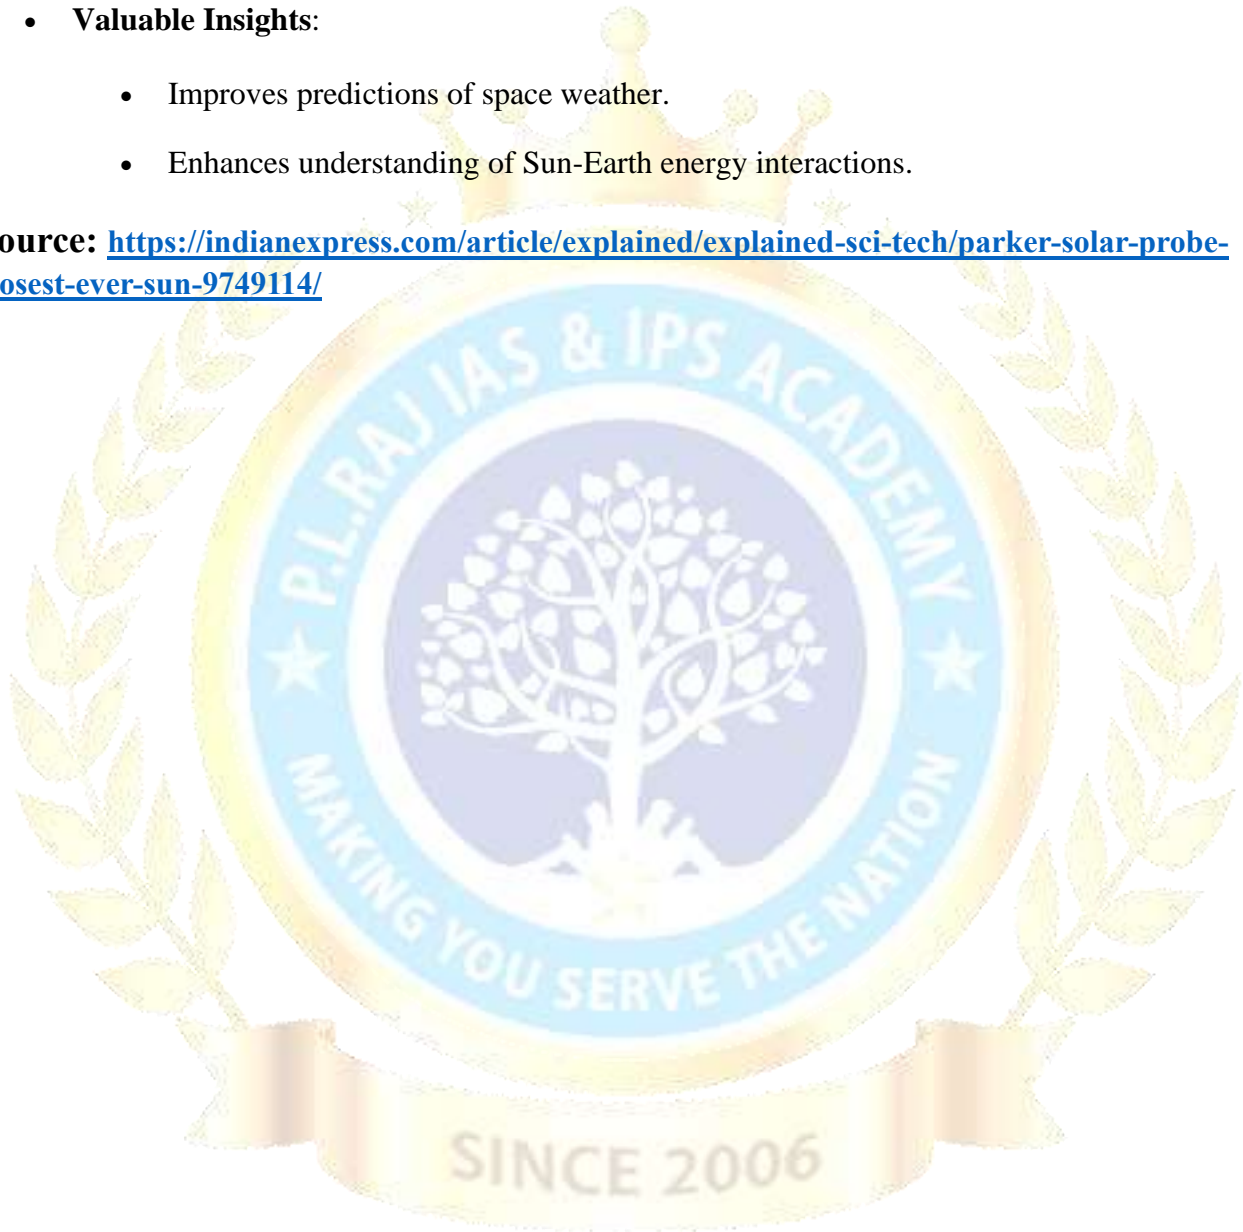 • Valuable Insights:
• Improves predictions of space weather.
• Enhances understanding of Sun-Earth energy interactions.
ource: https://indianexpress.com/article/explained/explained-sci-tech/parker-solar-probe-
osest-ever-sun-9749114/
P.L.RAJ IAS & IPS ACADEMY
MAKING YOU SERVE THE NATION
SINCE 2006